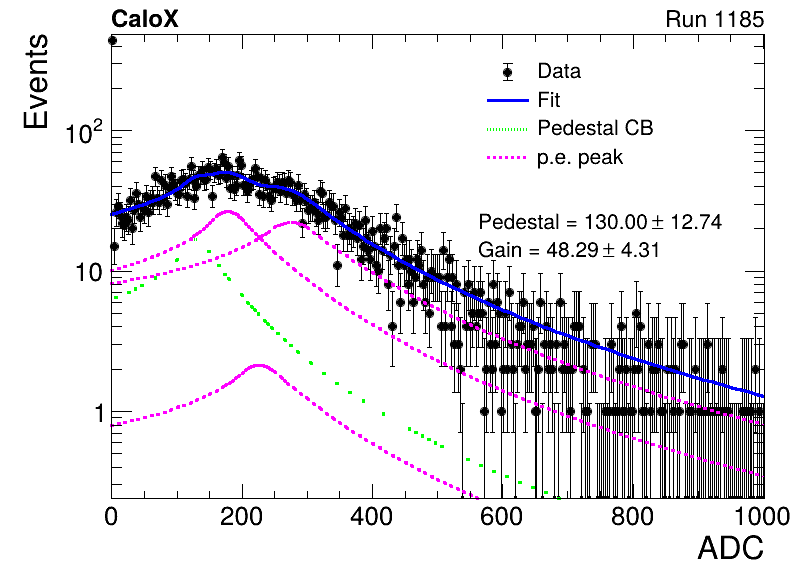 CaloX Run 1185
Events
Data
Fit
Pedestal CB
p.e. peak
Pedestal = 130.00 ± 12.74
Gain = 48.29 ± 4.31
10²
10
1
0 200 400 600 800 1000
ADC